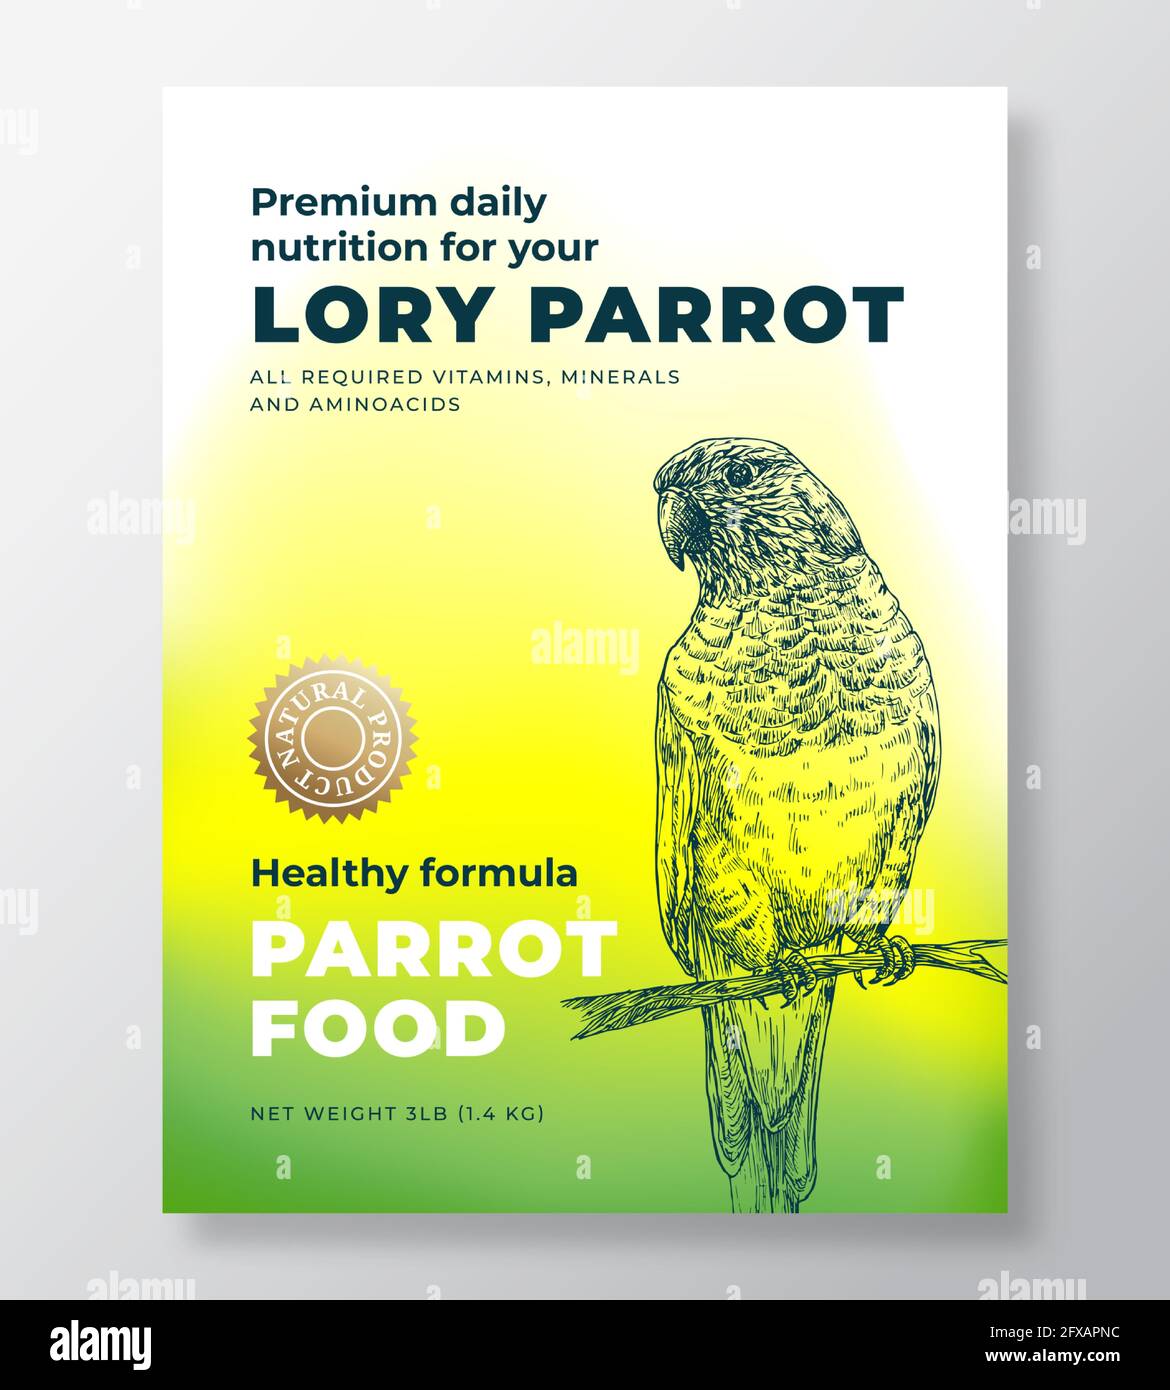 Premium daily
nutrition for your
LORY PARROT
ALL REQUIRED VITAMINS, MINERALS
AND AMINOACIDS
NATURAL PRODUCT
Healthy formula
PARROT
FOOD
NET WEIGHT 3LB (1.4 KG)
alamy
Image ID: 2FXAPNC
www.alamy.com